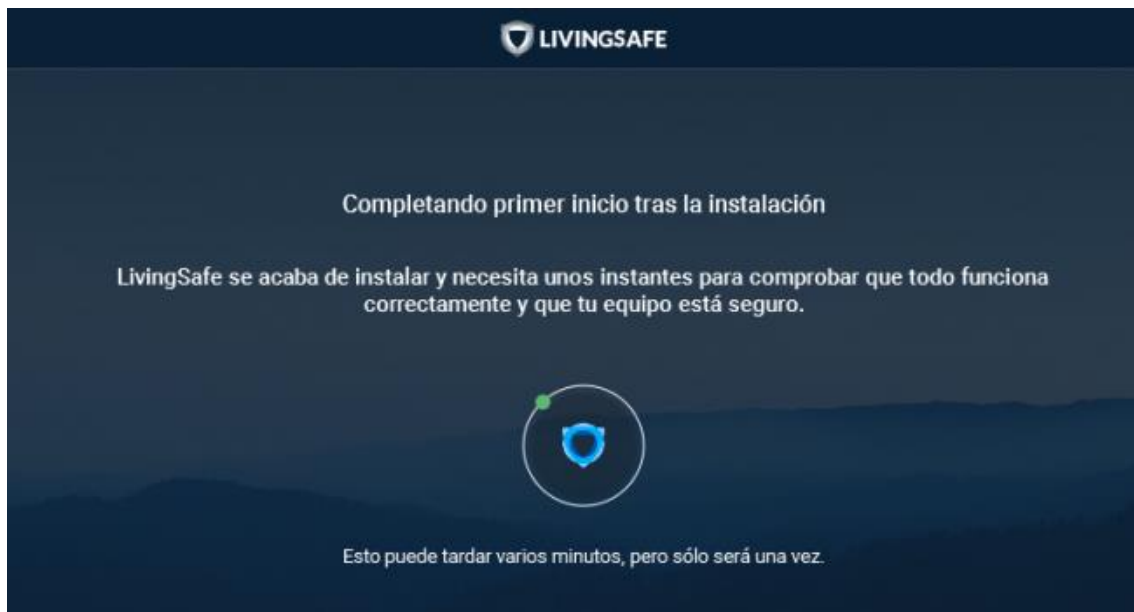 LIVINGSAFE
Completando primer inicio tras la instalación
LivingSafe se acaba de instalar y necesita unos instantes para comprobar que todo funciona
correctamente y que tu equipo está seguro.
Esto puede tardar varios minutos, pero sólo será una vez.